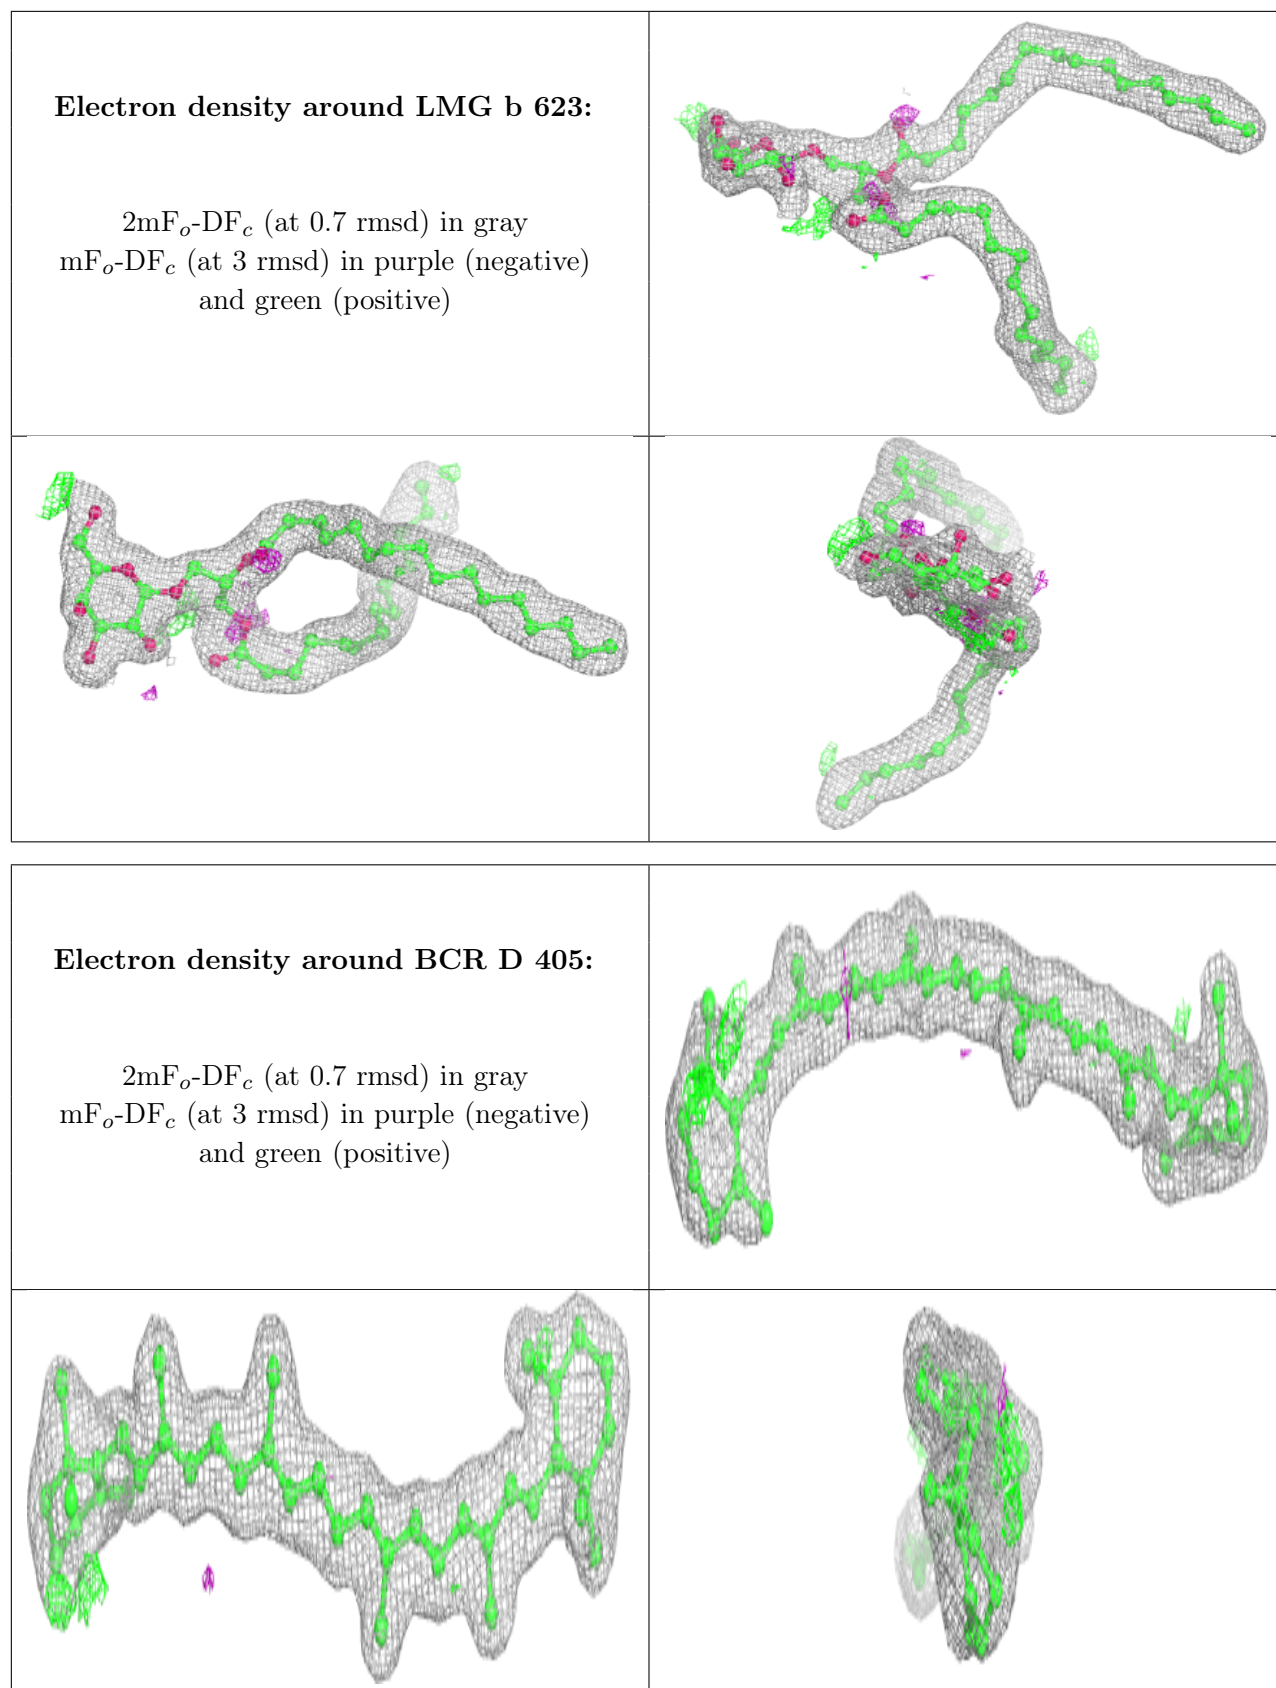 Electron density around LMG b 623:
2mFo-DFc (at 0.7 rmsd) in gray
mFo-DFc (at 3 rmsd) in purple (negative)
and green (positive)
Electron density around BCR D 405:
2mFo-DFc (at 0.7 rmsd) in gray
mFo-DFc (at 3 rmsd) in purple (negative)
and green (positive)